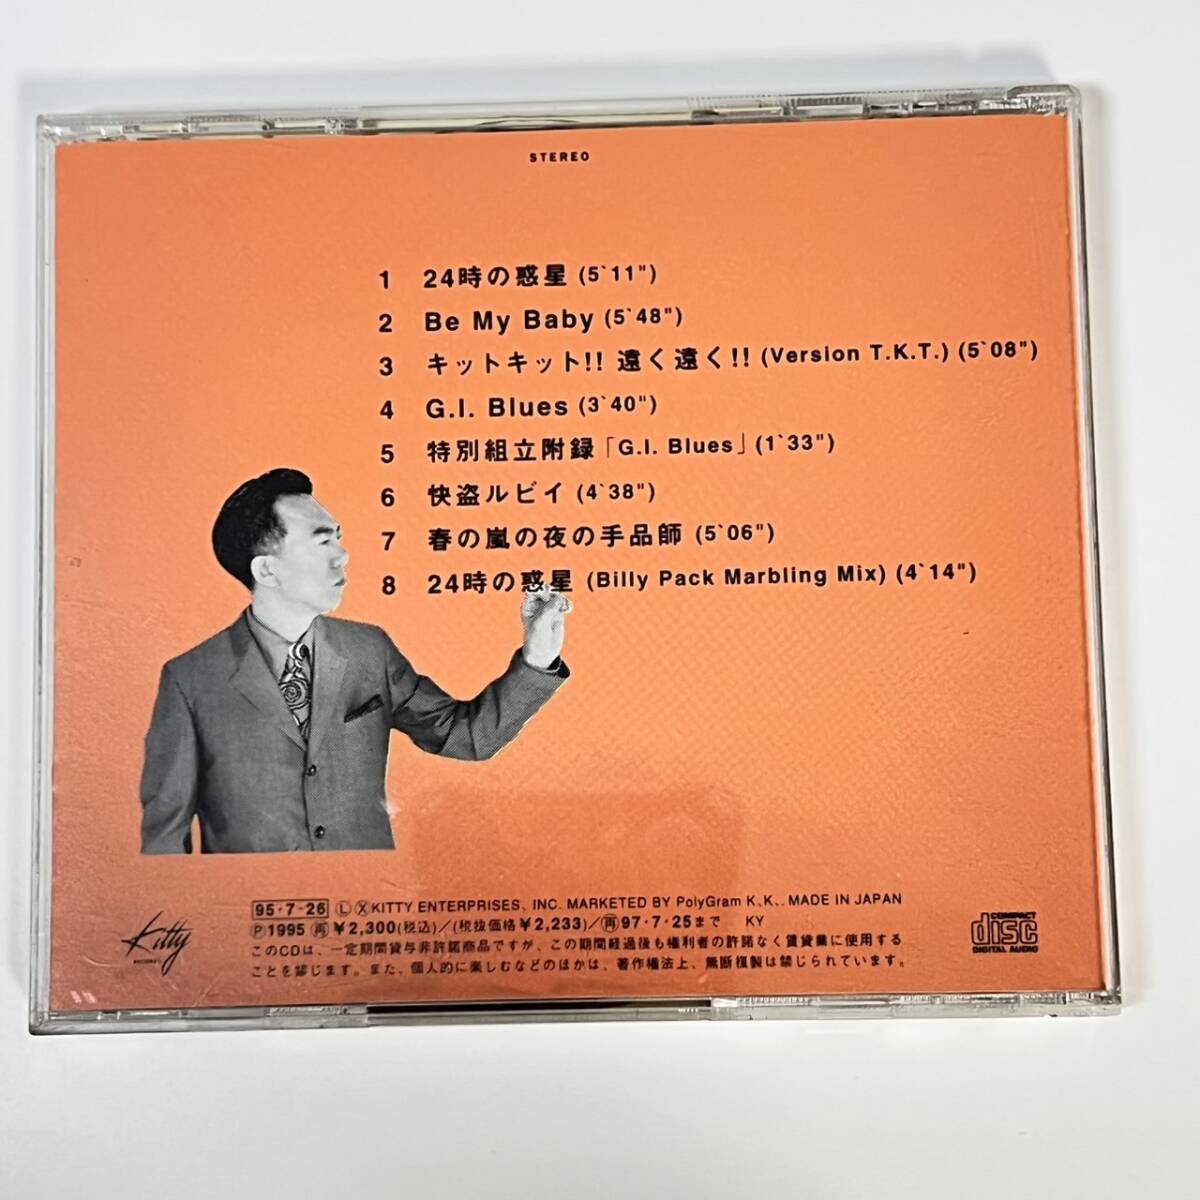 STEREO
1 24時の惑星 (5`11")
2 Be My Baby (5`48")
3 キットキット!! 遠く遠く!! (Version T.K.T.) (5`08")
4 G.I. Blues (3`40")
5 特別組立附録「G.I. Blues」(1`33")
6 快盗ルビイ (4`38")
7 春の嵐の夜の手品師 (5`06")
8 24時の惑星 (Billy Pack Marbling Mix) (4`14")
Kitty
RECORDS
95・7・26 Ⓛ Ⓧ KITTY ENTERPRISES, INC. MARKETED BY PolyGram K.K.. MADE IN JAPAN
Ⓟ1995 ㊢¥2,300(税込)/(税抜価格¥2,233)/㊢97・7・25まで KY
このCDは、一定期間貸与非許諾商品ですが、この期間経過後も権利者の許諾なく賃貸業に使用する
ことを禁じます。また、個人的に楽しむなどのほかは、著作権法上、無断複製は禁じられています。
COMPACT
disc
DIGITAL AUDIO